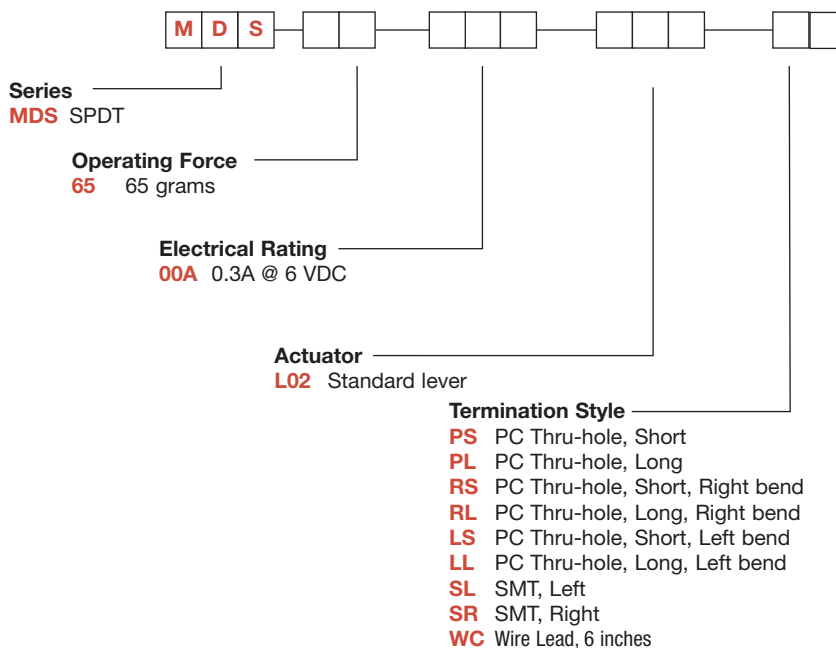 M D S
Series
MDS SPDT
Operating Force
65 65 grams
Electrical Rating
00A 0.3A @ 6 VDC
Actuator
L02 Standard lever
Termination Style
PS PC Thru-hole, Short
PL PC Thru-hole, Long
RS PC Thru-hole, Short, Right bend
RL PC Thru-hole, Long, Right bend
LS PC Thru-hole, Short, Left bend
LL PC Thru-hole, Long, Left bend
SL SMT, Left
SR SMT, Right
WC Wire Lead, 6 inches